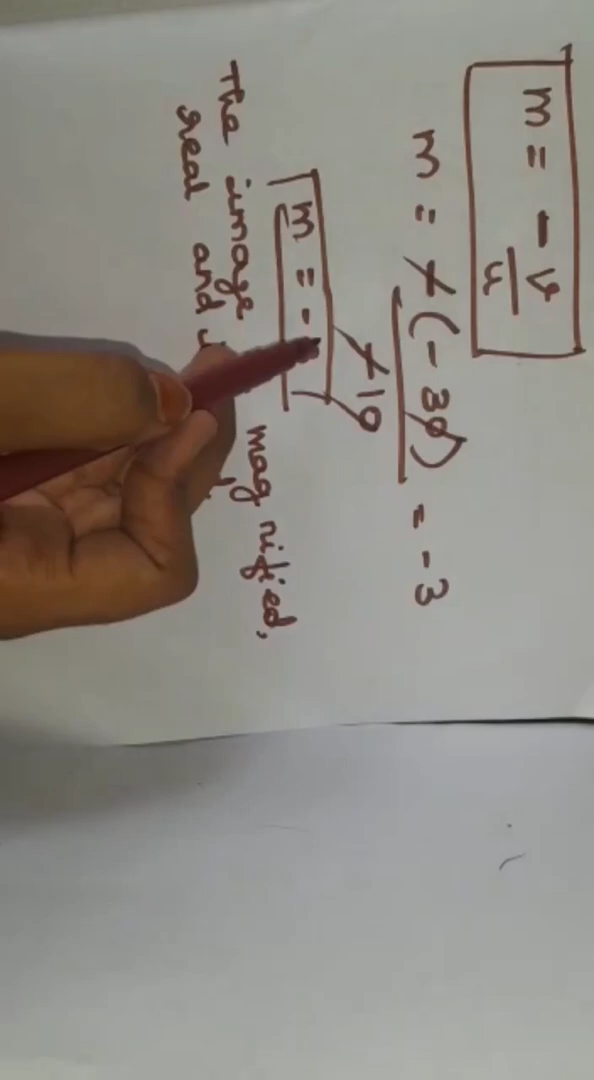 m = - v/u
m = -(-30)/-10 = -3
m = -
The image magnified,
real and